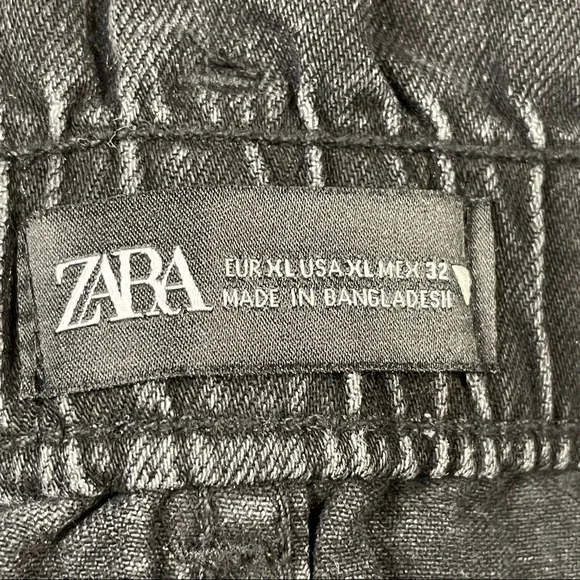 ZARA
EUR XL USA XL MEX 32
MADE IN BANGLADESH